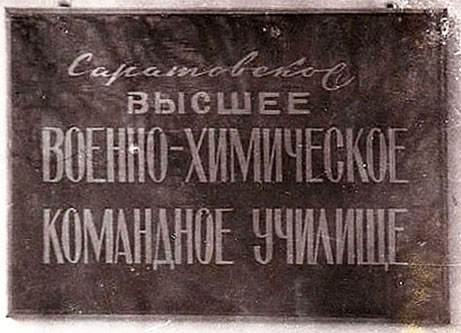 Саратовское
ВЫСШЕЕ
ВОЕННО-ХИМИЧЕСКОЕ
КОМАНДНОЕ УЧИЛИЩЕ